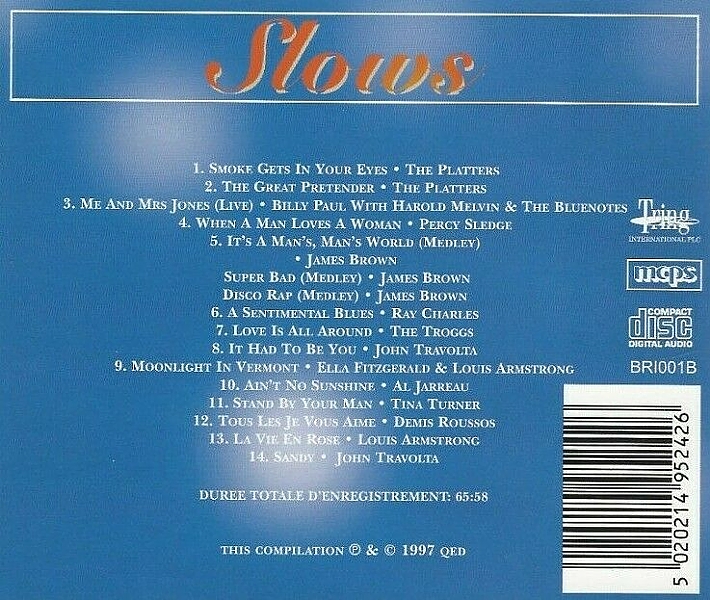 Slows
1. Smoke Gets In Your Eyes • The Platters
2. The Great Pretender • The Platters
3. Me And Mrs Jones (Live) • Billy Paul With Harold Melvin & The Bluenotes
4. When A Man Loves A Woman • Percy Sledge
5. It's A Man's, Man's World (Medley)
• James Brown
Super Bad (Medley) • James Brown
Disco Rap (Medley) • James Brown
6. A Sentimental Blues • Ray Charles
7. Love Is All Around • The Troggs
8. It Had To Be You • John Travolta
9. Moonlight In Vermont • Ella Fitzgerald & Louis Armstrong
10. Ain't No Sunshine • Al Jarreau
11. Stand By Your Man • Tina Turner
12. Tous Les Je Vous Aime • Demis Roussos
13. La Vie En Rose • Louis Armstrong
14. Sandy • John Travolta
DUREE TOTALE D'ENREGISTREMENT: 65:58
THIS COMPILATION ℗ & © 1997 QED
Tring
INTERNATIONAL PLC
mcps
COMPACT
disc
DIGITAL AUDIO
BRI001B
5 020214 952426